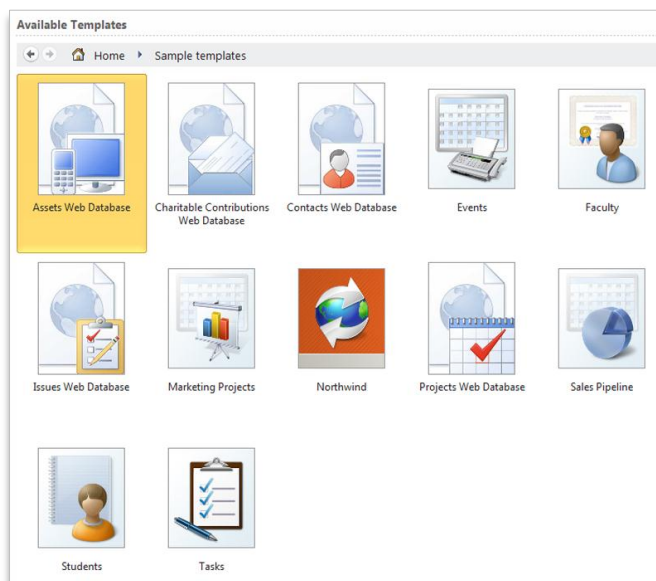 Available Templates
Home Sample templates
Assets Web Database
Charitable Contributions
Web Database
Contacts Web Database
Events
Faculty
Issues Web Database
Marketing Projects
Northwind
Projects Web Database
Sales Pipeline
Students
Tasks